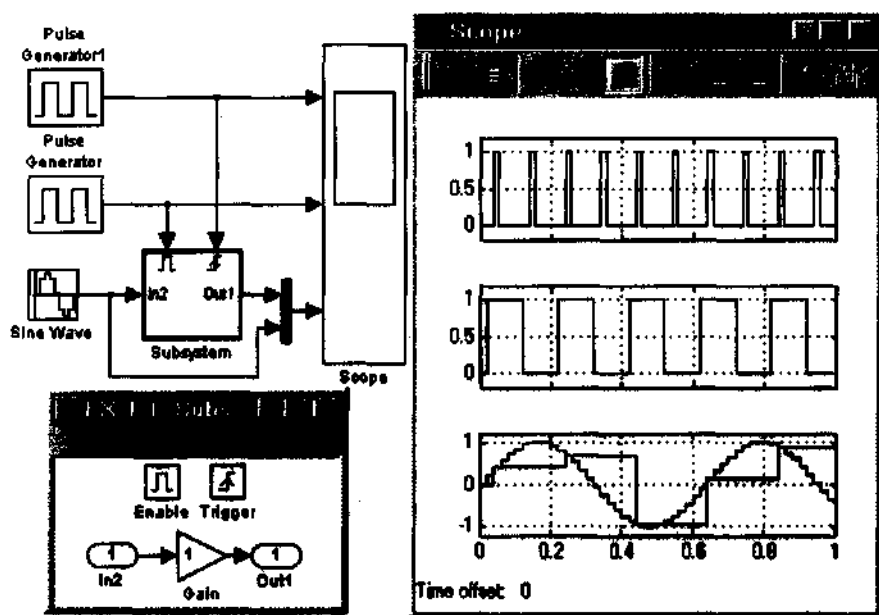 Pulse
Generator1
Pulse
Generator
Sine Wave
In2
Out1
Subsystem
Scope
Enable
Trigger
1
In2
1
Gain
1
Out1
Scope
1
0.5
0
1
0.5
0
1
0
-1
0
0.2
0.4
0.6
0.8
1
Time offset: 0